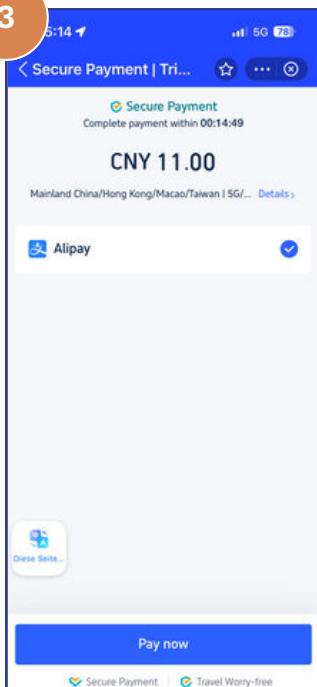 3
5:14
5G 78
Secure Payment | Tri...
Secure Payment
Complete payment within 00:14:49
CNY 11.00
Mainland China/Hong Kong/Macao/Taiwan | 5G/... Details
Alipay
Diese Seite...
Pay now
Secure Payment | Travel Worry-free